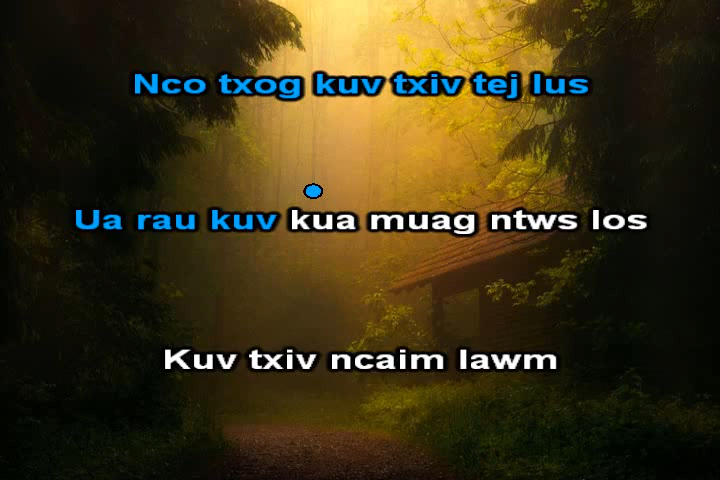 Nco txog kuv txiv tej lus
Ua rau kuv kua muag ntws los
Kuv txiv ncaim lawm